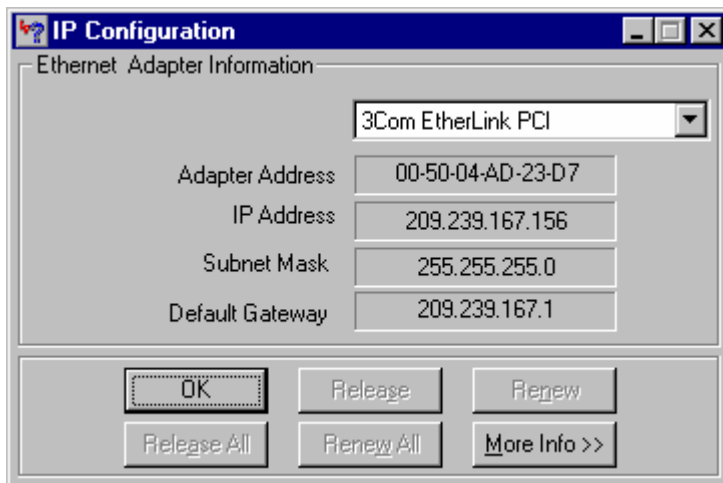 IP Configuration
Ethernet Adapter Information
3Com EtherLink PCI
Adapter Address 00-50-04-AD-23-D7
IP Address 209.239.167.156
Subnet Mask 255.255.255.0
Default Gateway 209.239.167.1
OK Release Renew
Release All Renew All More Info >>